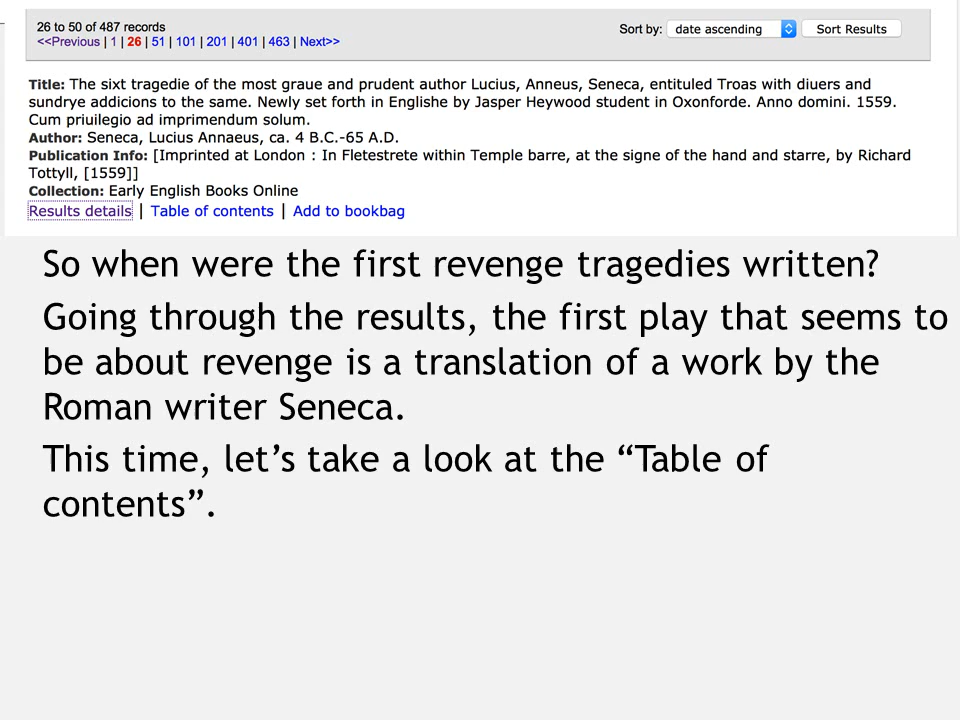 26 to 50 of 487 records
<<Previous | 1 | 26 | 51 | 101 | 201 | 401 | 463 | Next>>
Sort by: date ascending Sort Results
Title: The sixt tragedie of the most graue and prudent author Lucius, Anneus, Seneca, entituled Troas with diuers and
sundrye addicions to the same. Newly set forth in Englishe by Jasper Heywood student in Oxonforde. Anno domini. 1559.
Cum priuilegio ad imprimendum solum.
Author: Seneca, Lucius Annaeus, ca. 4 B.C.-65 A.D.
Publication Info: [Imprinted at London : In Fletestrete within Temple barre, at the signe of the hand and starre, by Richard
Tottyll, [1559]]
Collection: Early English Books Online
Results details | Table of contents | Add to bookbag
So when were the first revenge tragedies written?
Going through the results, the first play that seems to
be about revenge is a translation of a work by the
Roman writer Seneca.
This time, let’s take a look at the “Table of
contents”.